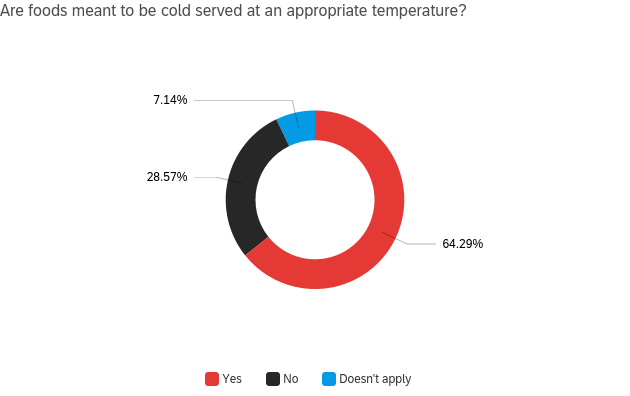 Are foods meant to be cold served at an appropriate temperature?
7.14%
28.57%
64.29%
Yes No Doesn't apply